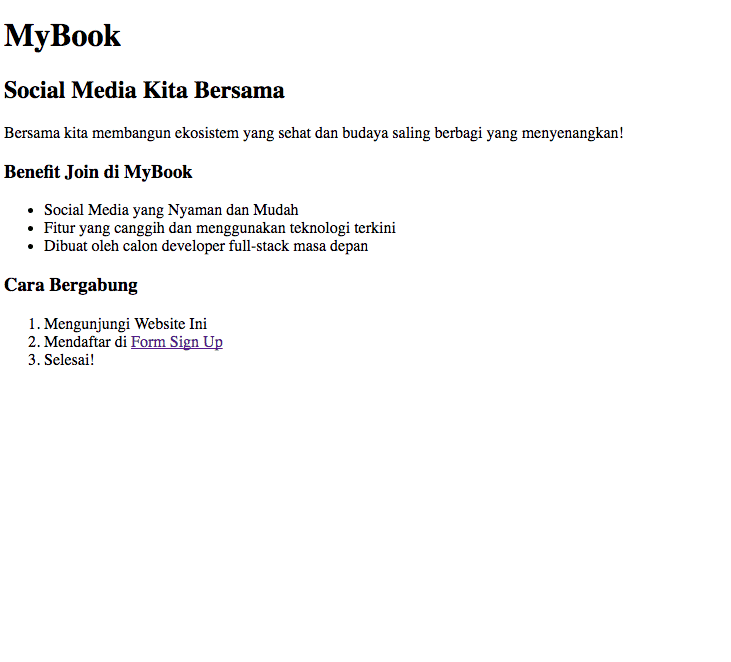 MyBook
Social Media Kita Bersama
Bersama kita membangun ekosistem yang sehat dan budaya saling berbagi yang menyenangkan!
Benefit Join di MyBook
• Social Media yang Nyaman dan Mudah
• Fitur yang canggih dan menggunakan teknologi terkini
• Dibuat oleh calon developer full-stack masa depan
Cara Bergabung
1. Mengunjungi Website Ini
2. Mendaftar di Form Sign Up
3. Selesai!